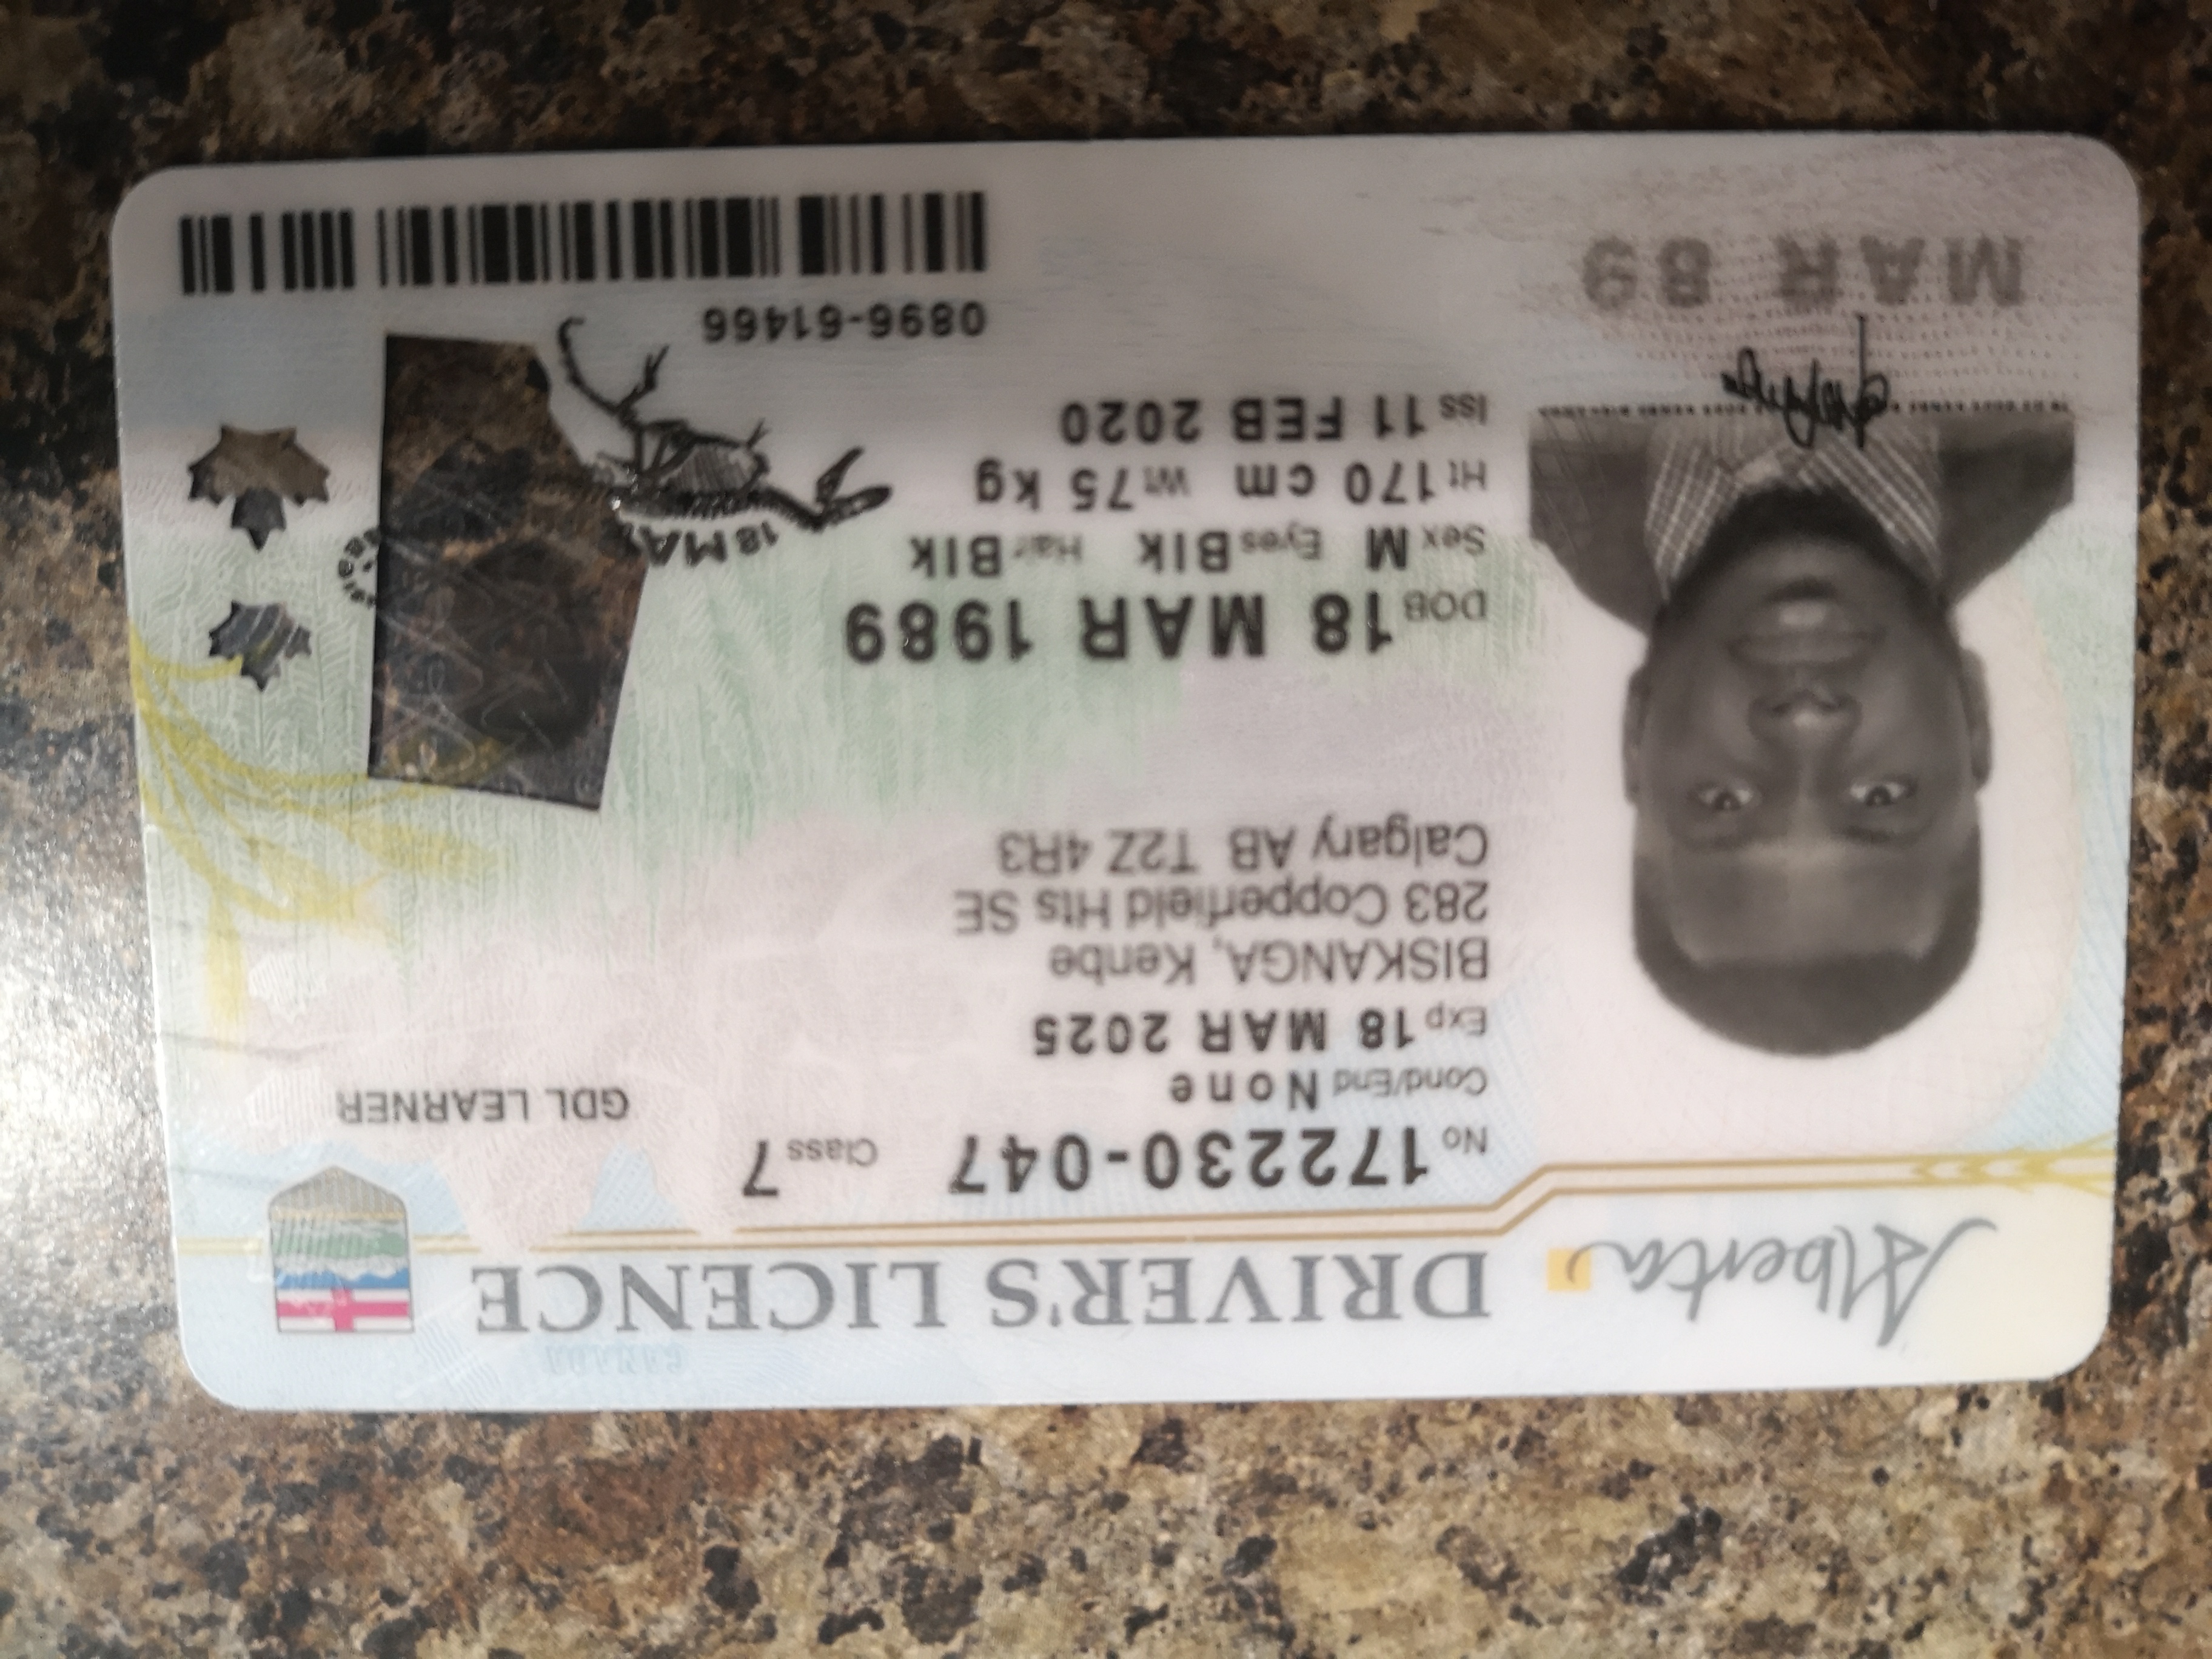 Alberta
DRIVER'S LICENCE
CANADA
No 172230-047 Class 7
Cond/End None
GDL LEARNER
Exp 18 MAR 2025
BISKANGA, Kenbe
283 Copperfield Hts SE
Calgary AB T2Z 4R3
DOB 18 MAR 1989
Sex M Eyes Blk Hair Blk
Ht 170 cm Wt 75 kg
Iss 11 FEB 2020
18 MA
0896-61466
MAR 89